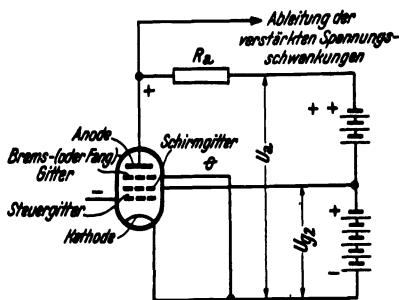 Ableitung der
verstärkten Spannungs-
schwankungen
Ra
+
+ +
Anode
Schirmgitter
Brems-(oder Fang)
Gitter
Ua
−
+
Steuergitter
Ug2
Kathode
−